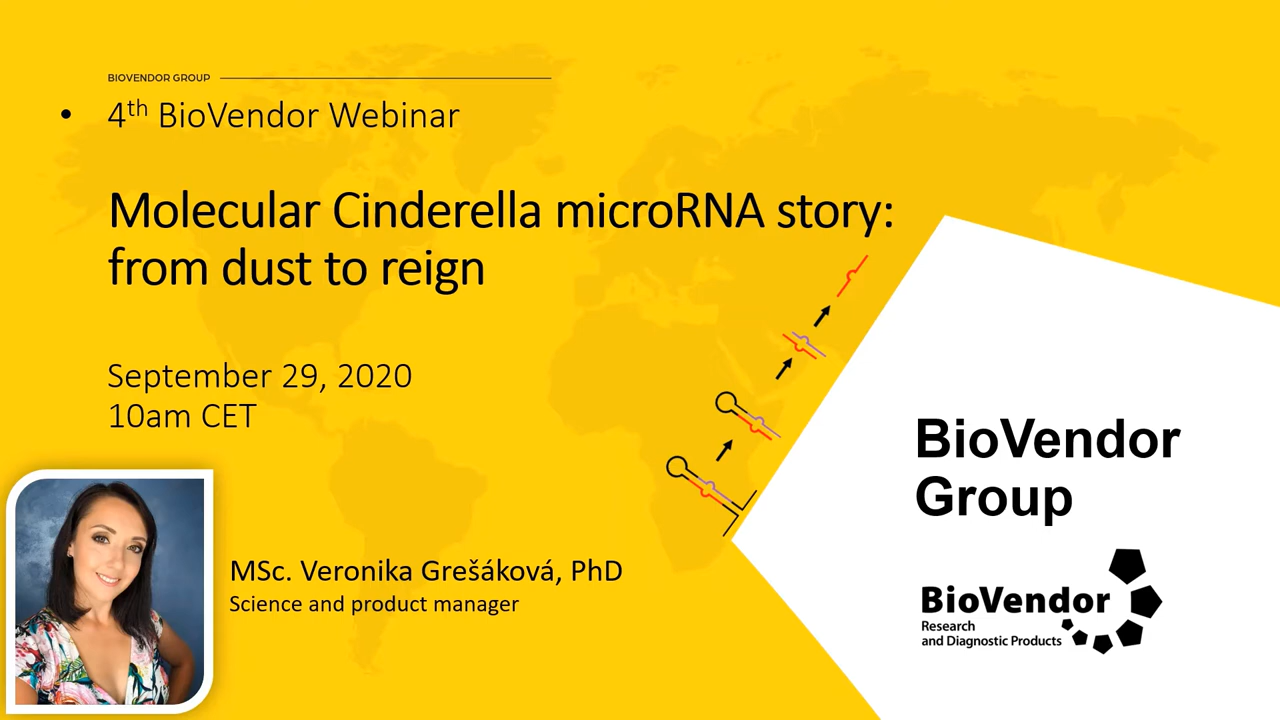 BIOVENDOR GROUP
• 4th BioVendor Webinar
Molecular Cinderella microRNA story:
from dust to reign
September 29, 2020
10am CET
MSc. Veronika Grešáková, PhD
Science and product manager
BioVendor
Group
BioVendor
Research
and Diagnostic Products